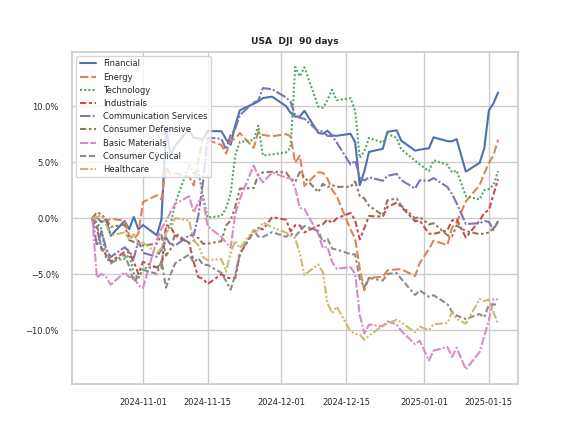 USA DJI 90 days
Financial
Energy
Technology
Industrials
Communication Services
Consumer Defensive
Basic Materials
Consumer Cyclical
Healthcare
10.0%
5.0%
0.0%
−5.0%
−10.0%
2024-11-01 2024-11-15 2024-12-01 2024-12-15 2025-01-01 2025-01-15